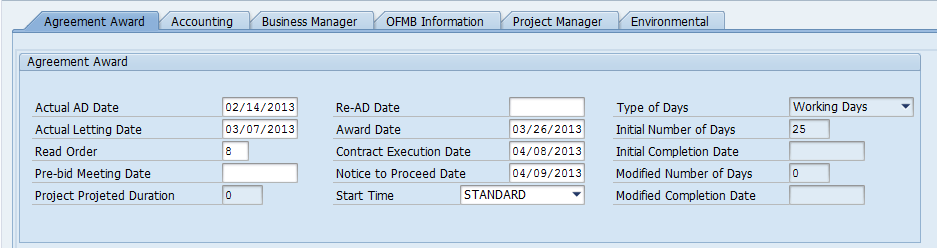 Agreement Award Accounting Business Manager OFMB Information Project Manager Environmental
Agreement Award
Actual AD Date 02/14/2013 Re-AD Date Type of Days Working Days
Actual Letting Date 03/07/2013 Award Date 03/26/2013 Initial Number of Days 25
Read Order 8 Contract Execution Date 04/08/2013 Initial Completion Date
Pre-bid Meeting Date Notice to Proceed Date 04/09/2013 Modified Number of Days 0
Project Projeted Duration 0 Start Time STANDARD Modified Completion Date